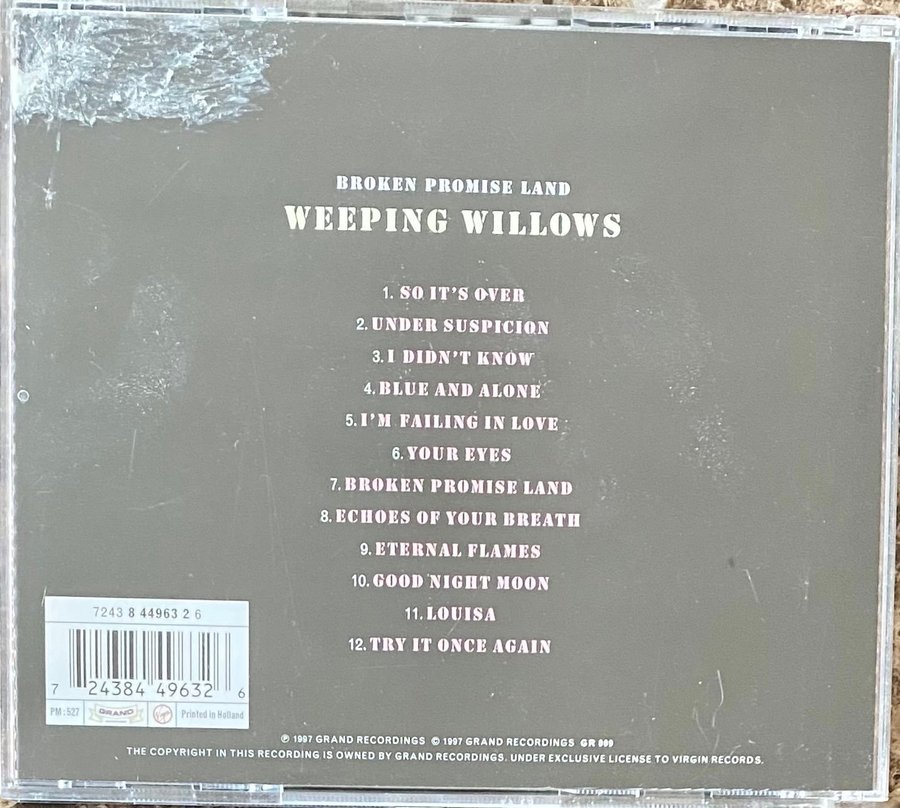 BROKEN PROMISE LAND
WEEPING WILLOWS
1. SO IT'S OVER
2. UNDER SUSPICION
3. I DIDN'T KNOW
4. BLUE AND ALONE
5. I'M FAILING IN LOVE
6. YOUR EYES
7. BROKEN PROMISE LAND
8. ECHOES OF YOUR BREATH
9. ETERNAL FLAMES
10. GOOD NIGHT MOON
11. LOUISA
12. TRY IT ONCE AGAIN
7243 8 44963 2 6
7 24384 49632 6
PM: 527 GRAND Virgin Printed in Holland
℗ 1997 GRAND RECORDINGS © 1997 GRAND RECORDINGS GR 009
THE COPYRIGHT IN THIS RECORDING IS OWNED BY GRAND RECORDINGS. UNDER EXCLUSIVE LICENSE TO VIRGIN RECORDS.